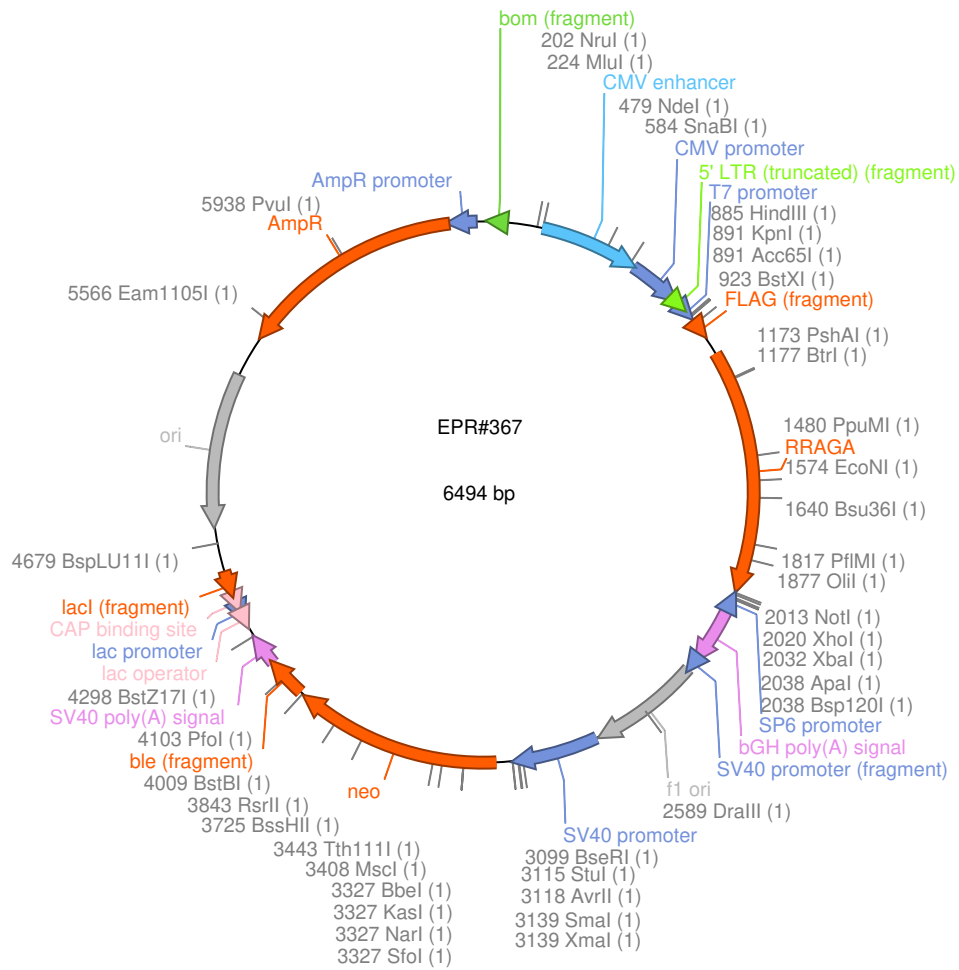 bom (fragment)
202 NruI (1)
224 MluI (1)
CMV enhancer
479 NdeI (1)
584 SnaBI (1)
CMV promoter
5' LTR (truncated) (fragment)
T7 promoter
885 HindIII (1)
891 KpnI (1)
891 Acc65I (1)
923 BstXI (1)
FLAG (fragment)
1173 PshAI (1)
1177 BtrI (1)
1480 PpuMI (1)
RRAGA
1574 EcoNI (1)
1640 Bsu36I (1)
1817 PflMI (1)
1877 OliI (1)
2013 NotI (1)
2020 XhoI (1)
2032 XbaI (1)
2038 ApaI (1)
2038 Bsp120I (1)
SP6 promoter
bGH poly(A) signal
SV40 promoter (fragment)
f1 ori
2589 DraIII (1)
SV40 promoter
3099 BseRI (1)
3115 StuI (1)
3118 AvrII (1)
3139 SmaI (1)
3139 XmaI (1)
neo
3443 Tth111I (1)
3408 MscI (1)
3327 BbeI (1)
3327 KasI (1)
3327 NarI (1)
3327 SfoI (1)
3725 BssHII (1)
3843 RsrII (1)
4009 BstBI (1)
ble (fragment)
4103 PfoI (1)
SV40 poly(A) signal
4298 BstZ17I (1)
lac operator
lac promoter
CAP binding site
lacI (fragment)
4679 BspLU11I (1)
ori
5566 Eam1105I (1)
AmpR
5938 PvuI (1)
AmpR promoter
EPR#367
6494 bp